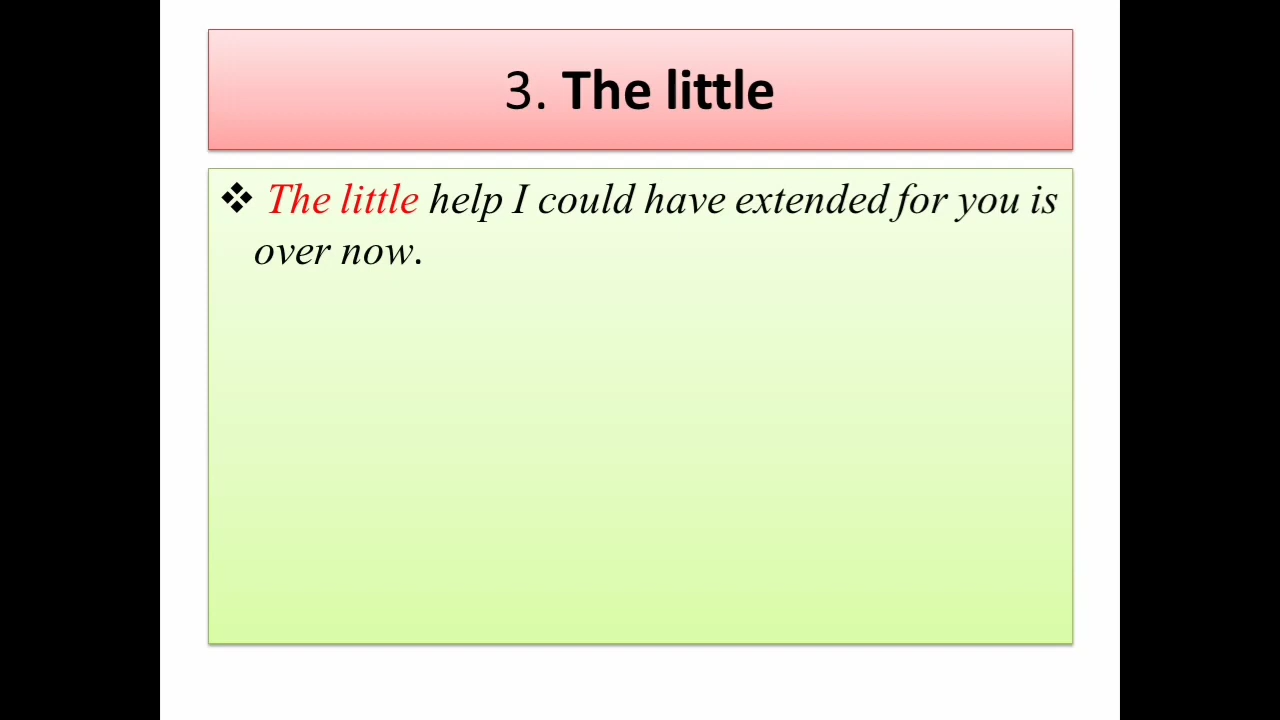 3. The little
❖ The little help I could have extended for you is
over now.